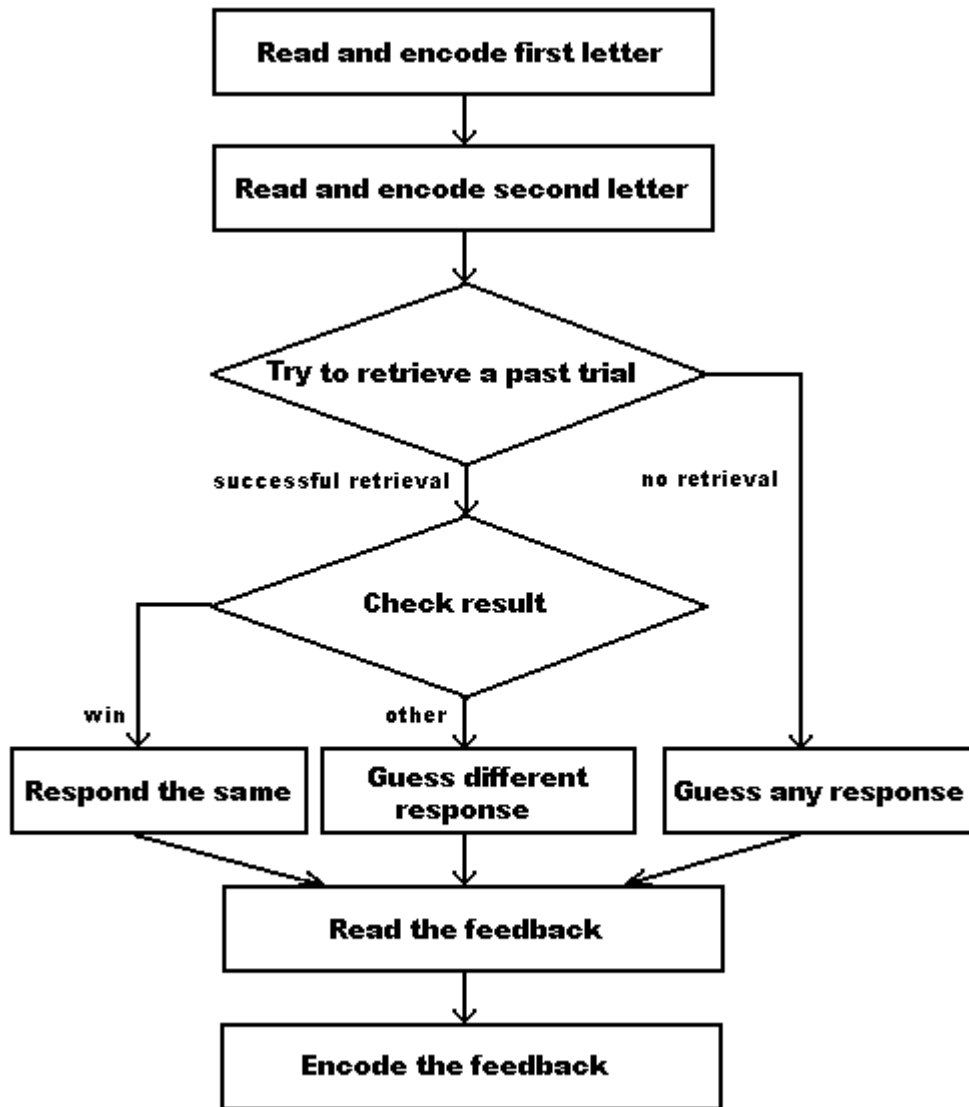 Read and encode first letter
Read and encode second letter
Try to retrieve a past trial
successful retrieval
no retrieval
Check result
win
other
Respond the same
Guess different
response
Guess any response
Read the feedback
Encode the feedback